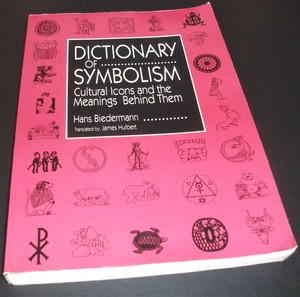 DICTIONARY
OF
SYMBOLISM
Cultural Icons and the
Meanings Behind Them
Hans Biedermann
Translated by James Hulbert